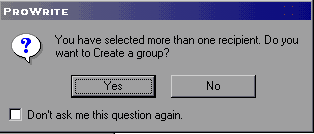 PROWRITE
?
You have selected more than one recipient. Do you
want to Create a group?
Yes No
Don't ask me this question again.